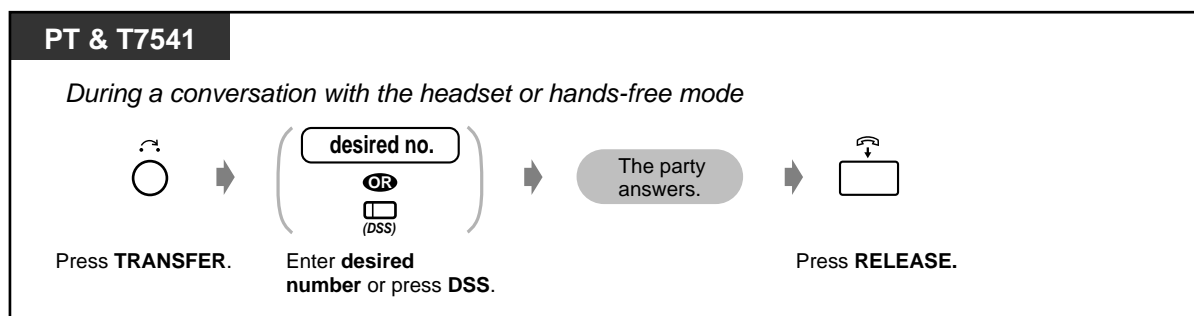 PT & T7541
During a conversation with the headset or hands-free mode
desired no.
OR
(DSS)
The party
answers.
Press TRANSFER.
Enter desired
number or press DSS.
Press RELEASE.